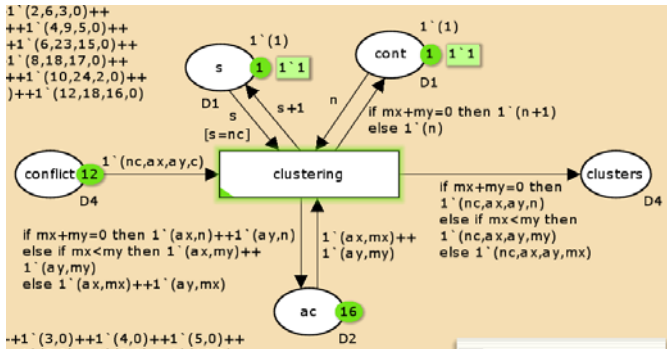 1`(2,6,3,0)++
++1`(4,9,5,0)++
+1`(6,23,15,0)++
1`(8,18,17,0)++
++1`(10,24,2,0)++
)++1`(12,18,16,0)
1`(1)
s
1
1`1
D1
1`(1)
cont
1
1`1
D1
s
s+1
[s=nc]
n
if mx+my=0 then 1`(n+1)
else 1`(n)
conflict
12
D4
1`(nc,ax,ay,c)
clustering
clusters
D4
if mx+my=0 then
1`(nc,ax,ay,n)
else if mx<my then
1`(nc,ax,ay,my)
else 1`(nc,ax,ay,mx)
if mx+my=0 then 1`(ax,n)++1`(ay,n)
else if mx<my then 1`(ax,my)++
1`(ay,my)
else 1`(ax,mx)++1`(ay,mx)
1`(ax,mx)++
1`(ay,my)
ac
16
D2
-+1`(3,0)++1`(4,0)++1`(5,0)++